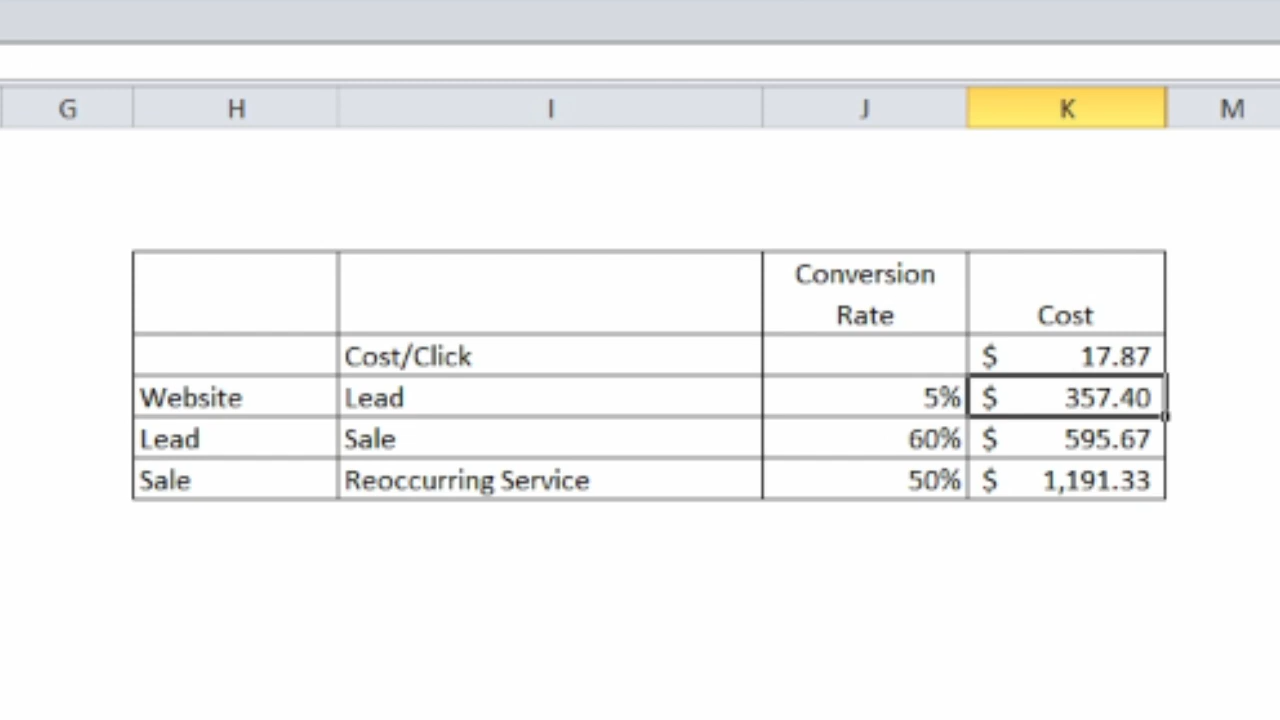 G H I J K M
Conversion
Rate Cost
Cost/Click $ 17.87
Website Lead 5% $ 357.40
Lead Sale 60% $ 595.67
Sale Reoccurring Service 50% $ 1,191.33